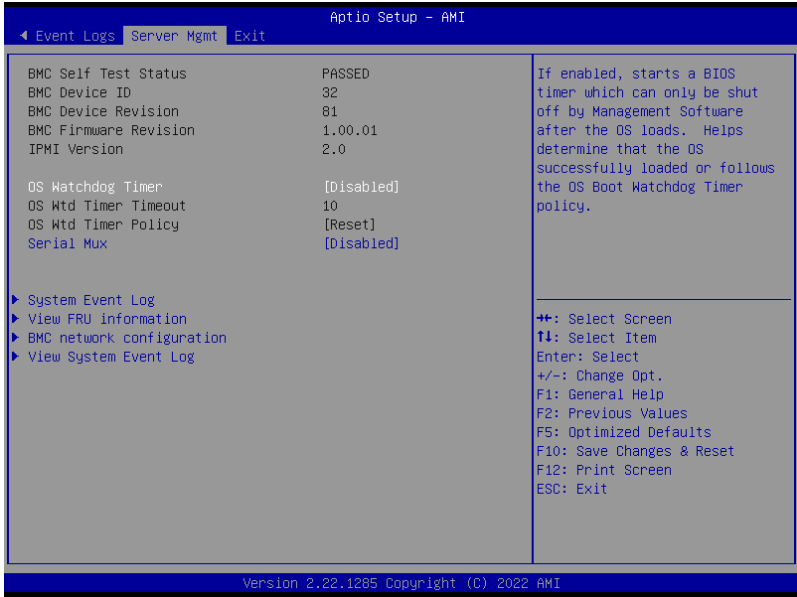 Aptio Setup – AMI
Event Logs Server Mgmt Exit
BMC Self Test Status PASSED
BMC Device ID 32
BMC Device Revision 81
BMC Firmware Revision 1.00.01
IPMI Version 2.0
OS Watchdog Timer [Disabled]
OS Wtd Timer Timeout 10
OS Wtd Timer Policy [Reset]
Serial Mux [Disabled]
System Event Log
View FRU information
BMC network configuration
View System Event Log
If enabled, starts a BIOS
timer which can only be shut
off by Management Software
after the OS loads. Helps
determine that the OS
successfully loaded or follows
the OS Boot Watchdog Timer
policy.
→←: Select Screen
↑↓: Select Item
Enter: Select
+/-: Change Opt.
F1: General Help
F2: Previous Values
F5: Optimized Defaults
F10: Save Changes & Reset
F12: Print Screen
ESC: Exit
Version 2.22.1285 Copyright (C) 2022 AMI